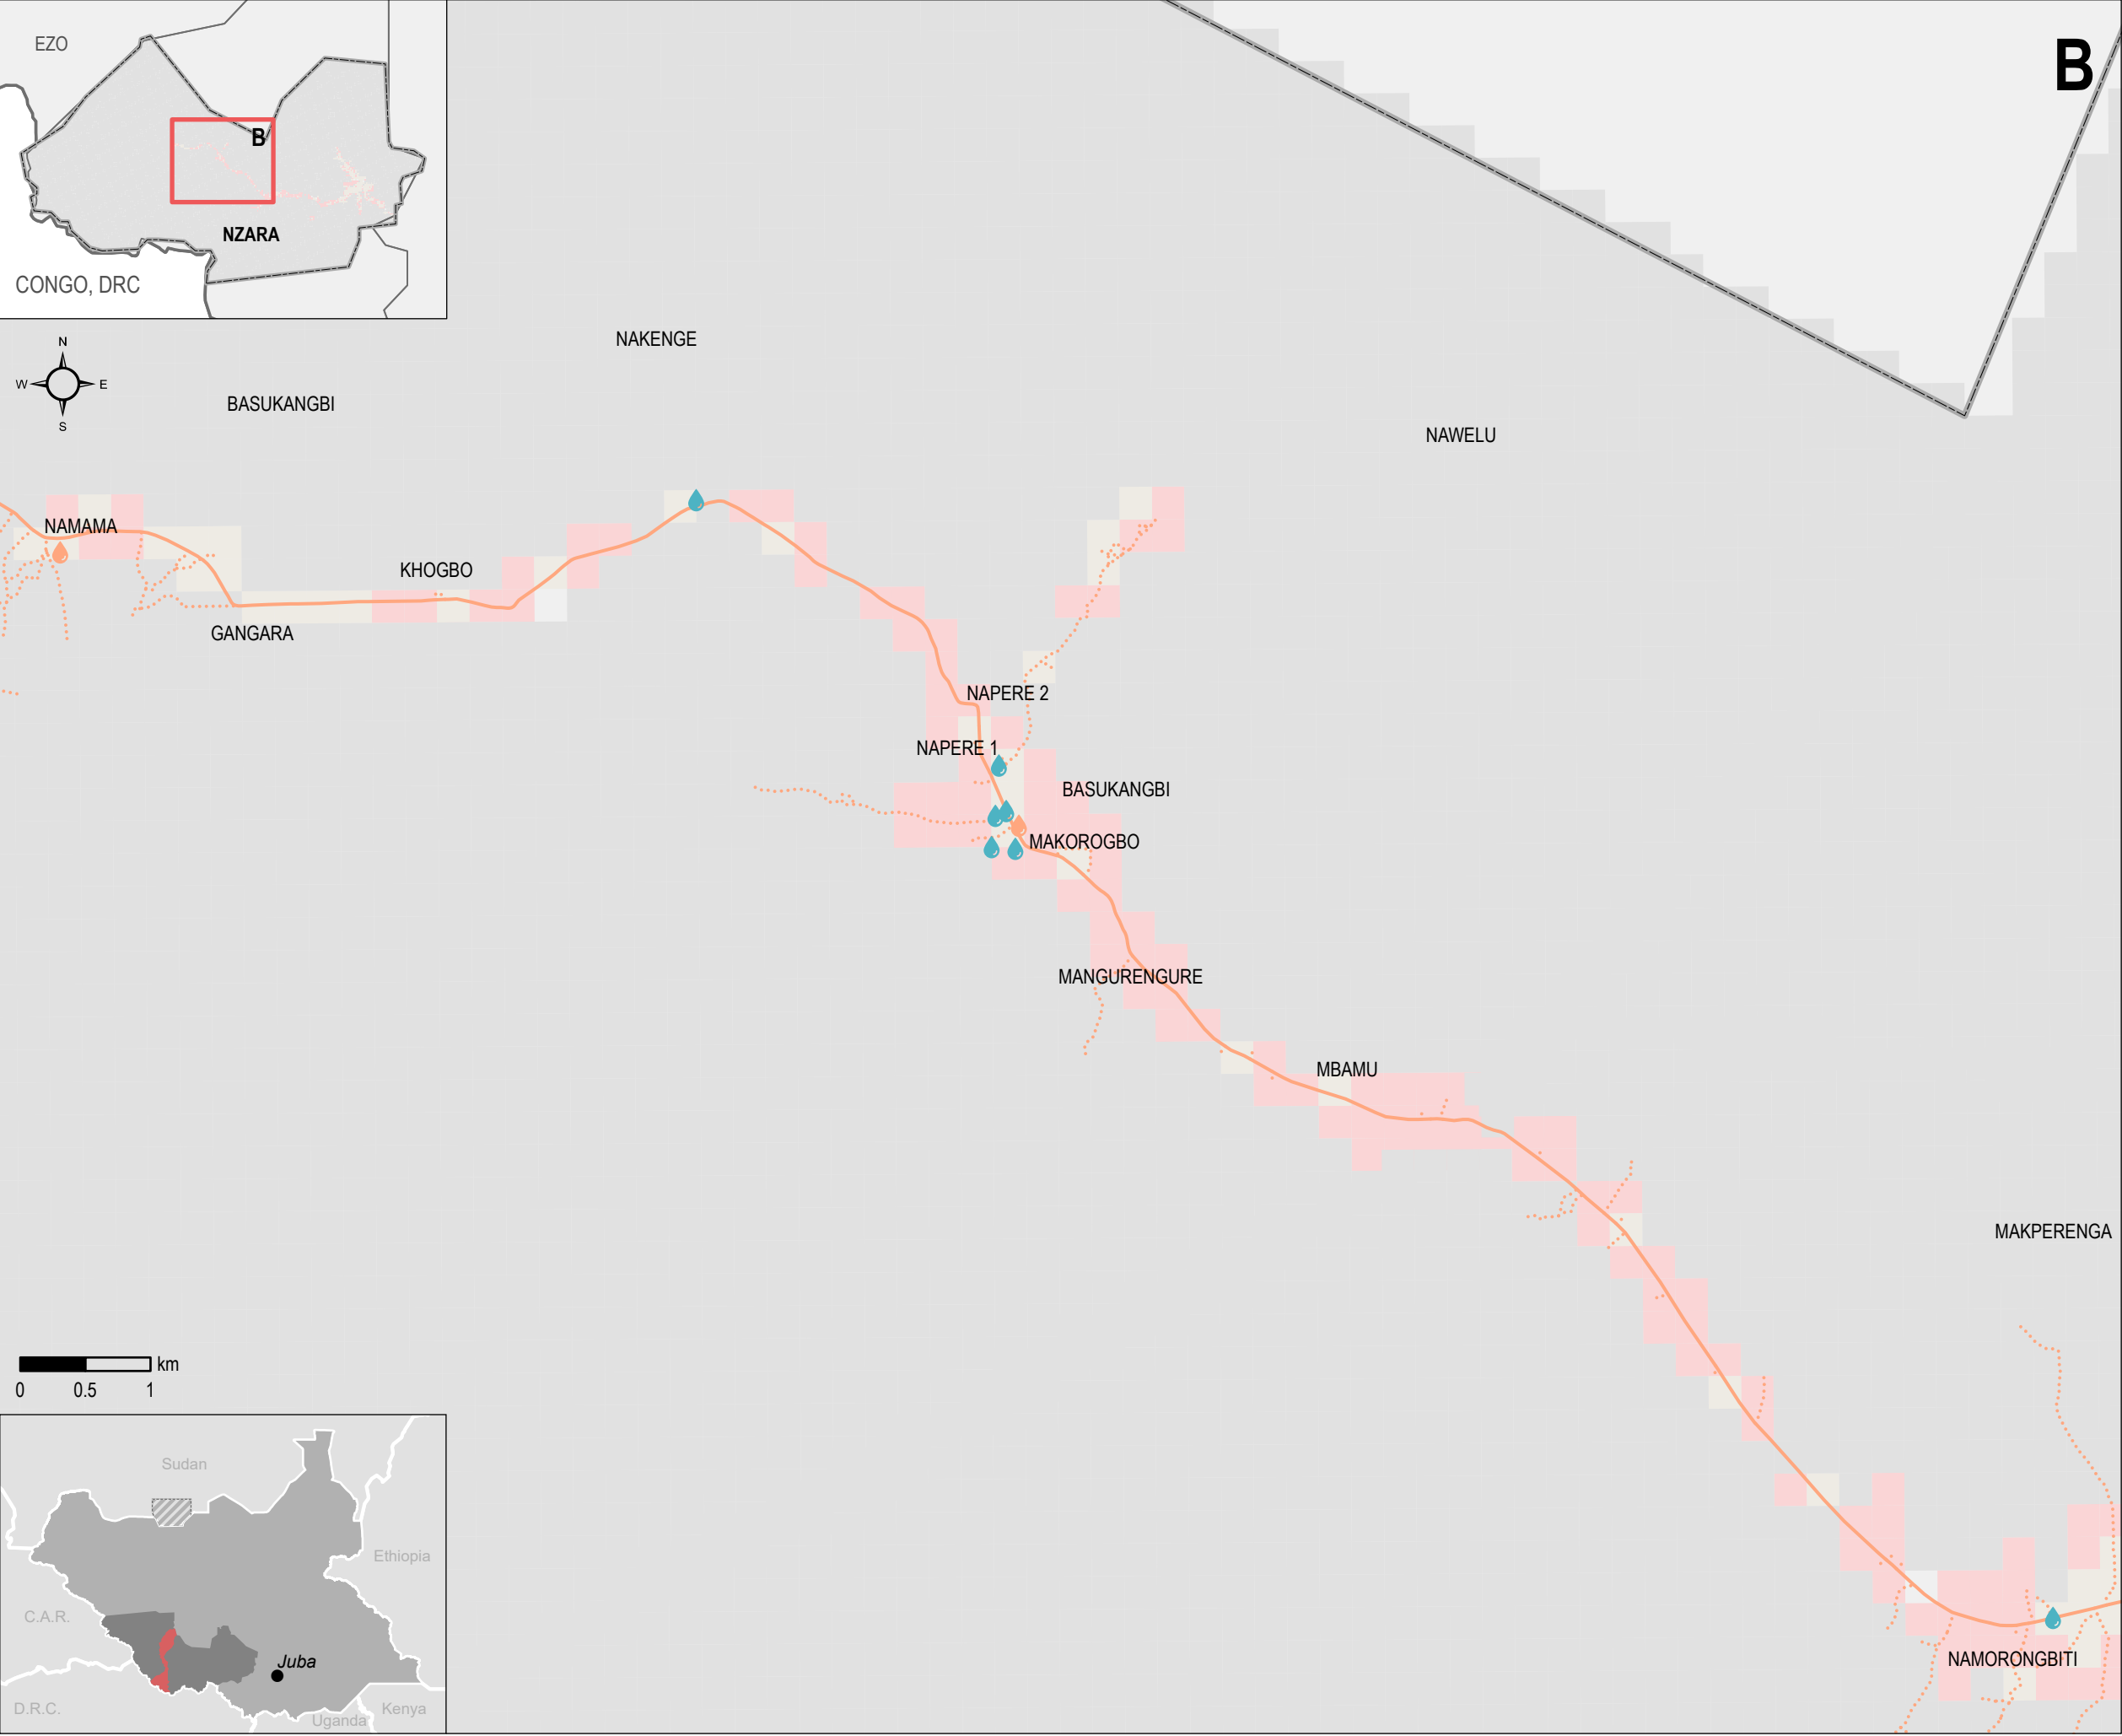 EZO
B
NZARA
CONGO, DRC
B
N
W
E
S
NAKENGE
BASUKANGBI
NAWELU
NAMAMA
KHOGBO
GANGARA
NAPERE 2
NAPERE 1
BASUKANGBI
MAKOROGBO
MANGURENGURE
MBAMU
MAKPERENGA
NAMORONGBITI
km
0 0.5 1
Sudan
Ethiopia
C.A.R.
Juba
D.R.C.
Uganda
Kenya